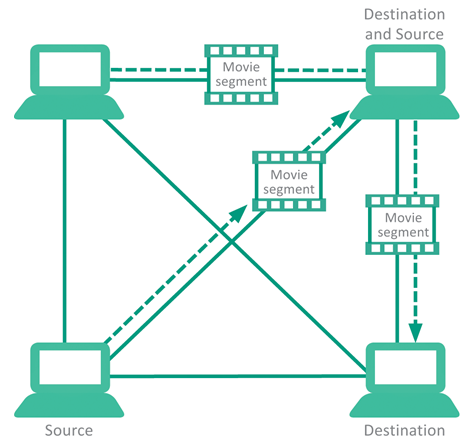 Destination
and Source
Movie
segment
Movie
segment
Movie
segment
Source
Destination